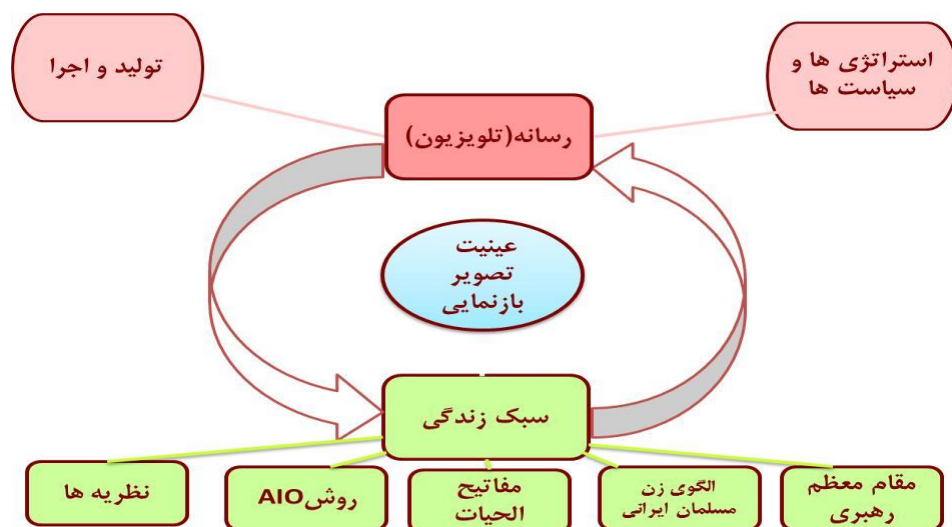 استراتژی ها و
سیاست ها
تولید و اجرا
رسانه(تلویزیون)
عینیت
تصویر
بازنمایی
سبک زندگی
مقام معظم
رهبری
الگوی زن
مسلمان ایرانی
مفاتیح
الحیات
روشAIO
نظریه ها